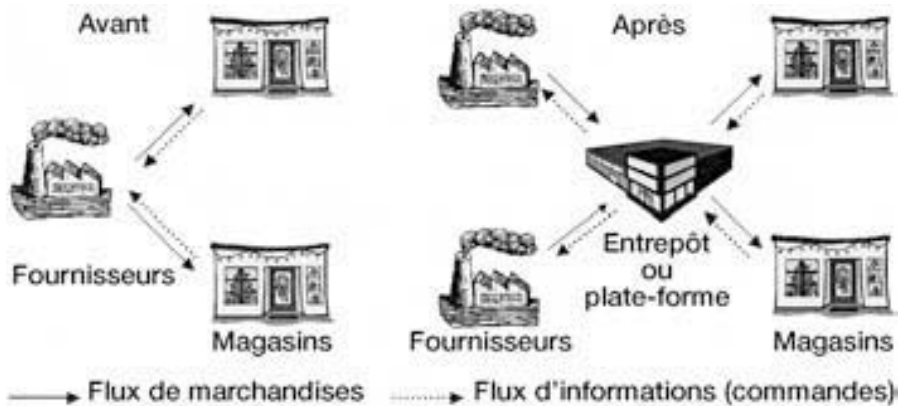 Avant
Fournisseurs
Magasins
Après
Entrepôt
ou
plate-forme
Fournisseurs
Magasins
Flux de marchandises
Flux d'informations (commandes)